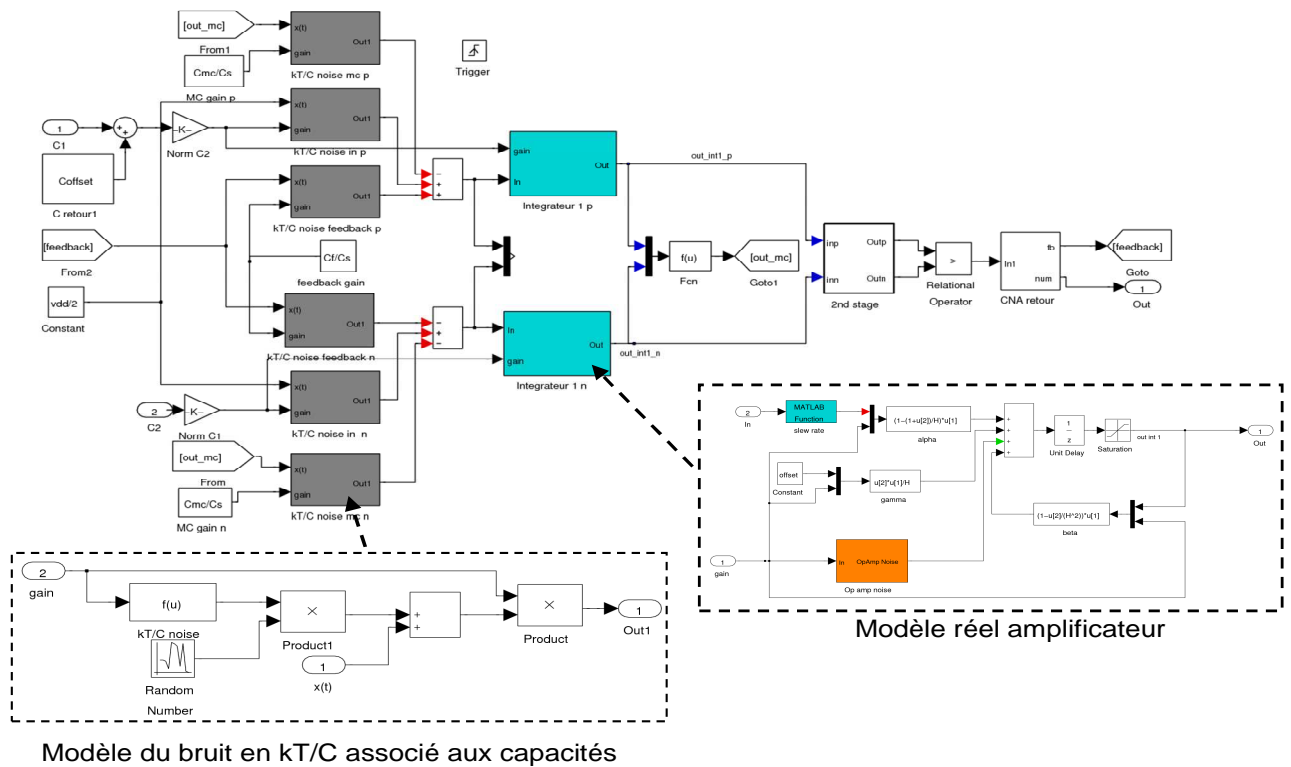 [out_mc]
From1
Cmc/Cs
MC gain p
x(t)
gain
Out1
kT/C noise mc p
Trigger
1
C1
+
+
-K-
Norm C2
x(t)
gain
Out1
kT/C noise in p
Coffset
C retour1
x(t)
gain
Out1
kT/C noise feedback p
[feedback]
From2
Cf/Cs
feedback gain
vdd/2
Constant
x(t)
gain
Out1
kT/C noise feedback n
2
C2
-K-
Norm C1
x(t)
gain
Out1
kT/C noise in n
[out_mc]
From
Cmc/Cs
MC gain n
x(t)
gain
Out1
kT/C noise mc n
−
+
+
−
+
−
gain
In
Out
Integrateur 1 p
In
gain
Out
Integrateur 1 n
out_int1_p
out_int1_n
f(u)
Fcn
[out_mc]
Goto1
inp
inn
Outp
Outn
2nd stage
>
Relational
Operator
In1
fb
num
CNA retour
[feedback]
Goto
1
Out
2
In
MATLAB
Function
slew rate
(1-(1+u[2])/H)*u[1]
alpha
offset
Constant
u[2]*u[1]/H
gamma
+
+
+
+
1
z
Unit Delay
Saturation
out int 1
1
Out
(1-u[2]/(H^2))*u[1]
beta
1
gain
In
OpAmp Noise
Op amp noise
Modèle réel amplificateur
2
gain
f(u)
kT/C noise
Random
Number
×
Product1
1
x(t)
+
+
×
Product
1
Out1
Modèle du bruit en kT/C associé aux capacités